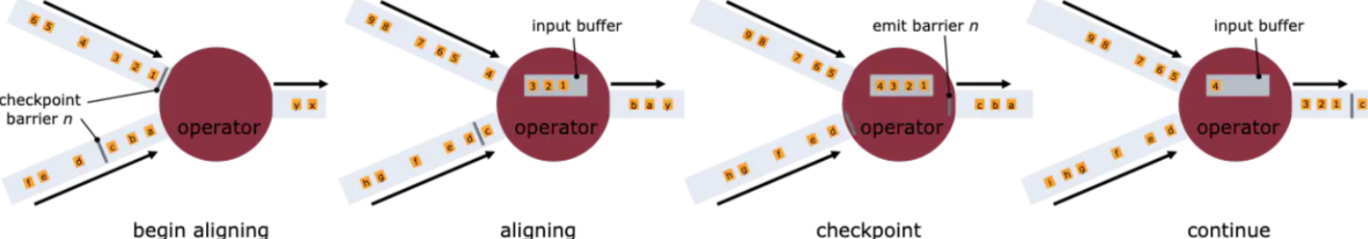 6 5 4 3 2 1
checkpoint
barrier n
f e d c b a
operator
y x
begin aligning
9 8 7 6 5 4
input buffer
3 2 1
operator
h g f e d c
b a y
aligning
9 8 7 6 5
emit barrier n
4 3 2 1
operator
h g f e d
c b a
checkpoint
9 8 7 6 5
input buffer
4
operator
i h g f e d
3 2 1 c
continue